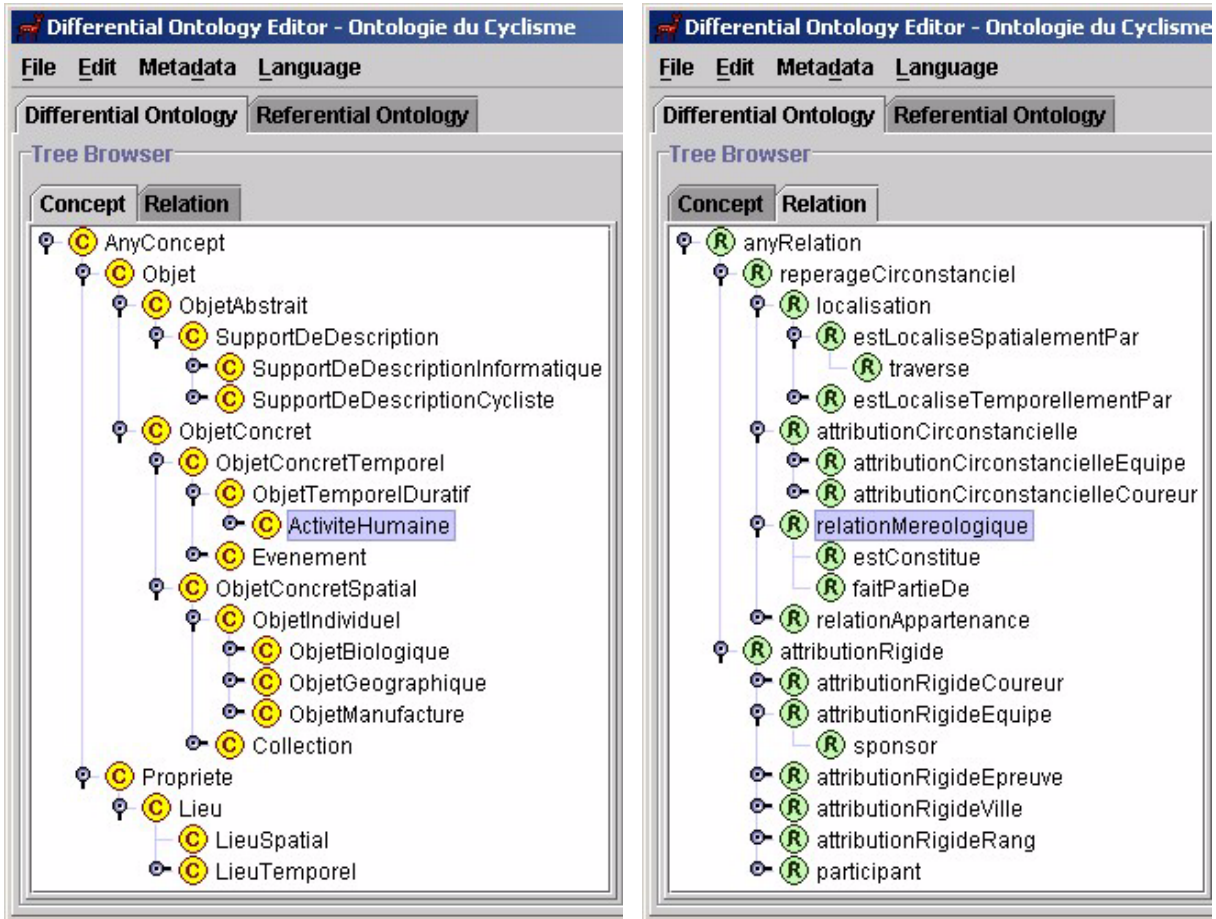 Differential Ontology Editor - Ontologie du Cyclisme
File Edit Metadata Language
Differential Ontology Referential Ontology
Tree Browser
Concept Relation
C AnyConcept
C Objet
C ObjetAbstrait
C SupportDeDescription
C SupportDeDescriptionInformatique
C SupportDeDescriptionCycliste
C ObjetConcret
C ObjetConcretTemporel
C ObjetTemporelDuratif
C ActiviteHumaine
C Evenement
C ObjetConcretSpatial
C ObjetIndividuel
C ObjetBiologique
C ObjetGeographique
C ObjetManufacture
C Collection
C Propriete
C Lieu
C LieuSpatial
C LieuTemporel
Differential Ontology Editor - Ontologie du Cyclisme
File Edit Metadata Language
Differential Ontology Referential Ontology
Tree Browser
Concept Relation
R anyRelation
R reperageCirconstanciel
R localisation
R estLocaliseSpatialementPar
R traverse
R estLocaliseTemporellementPar
R attributionCirconstancielle
R attributionCirconstancielleEquipe
R attributionCirconstancielleCoureur
R relationMereologique
R estConstitue
R faitPartieDe
R relationAppartenance
R attributionRigide
R attributionRigideCoureur
R attributionRigideEquipe
R sponsor
R attributionRigideEpreuve
R attributionRigideVille
R attributionRigideRang
R participant